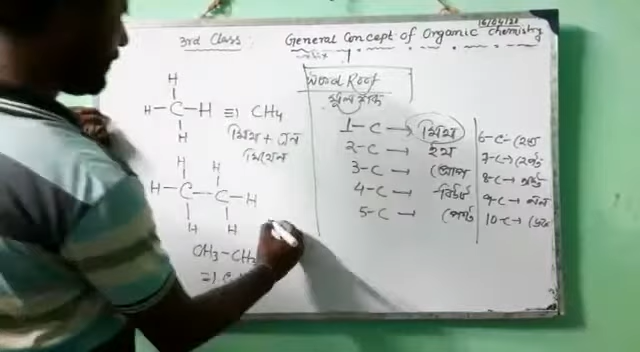 3rd Class
General Concept of Organic chemistry
Word Root
H
H-C-H ≡> CH4
H
মিথ + এন
মিথেন
H H
H-C-C-H
H H
CH3-CH3
1-C → মিথ
2-C → ইথ
3-C → প্রোপ
4-C → বিউট
5-C → পেন্ট
6-C → হেক্স
7-C → হেপ্ট
8-C → অক্ট
9-C → নন
10-C → ডেক